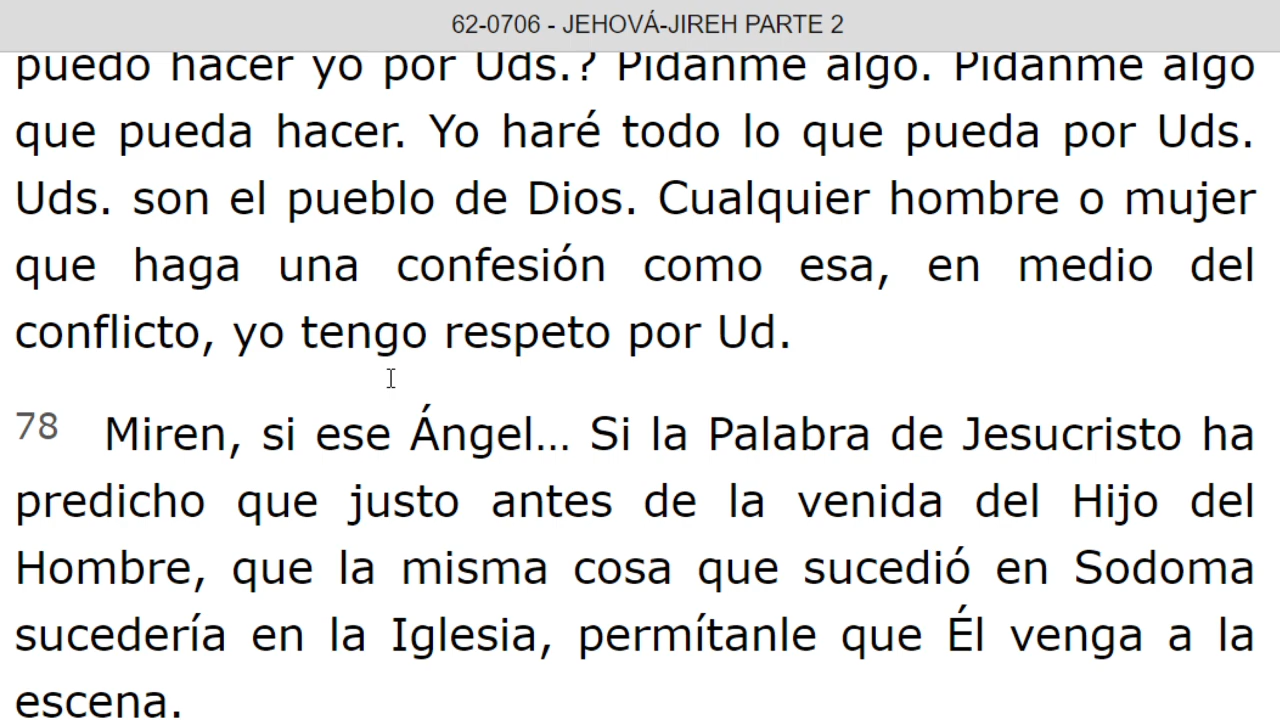 62-0706 - JEHOVÁ-JIREH PARTE 2
puedo hacer yo por Uds.? Pídanme algo. Pídanme algo
que pueda hacer. Yo haré todo lo que pueda por Uds.
Uds. son el pueblo de Dios. Cualquier hombre o mujer
que haga una confesión como esa, en medio del
conflicto, yo tengo respeto por Ud.
78 Miren, si ese Ángel... Si la Palabra de Jesucristo ha
predicho que justo antes de la venida del Hijo del
Hombre, que la misma cosa que sucedió en Sodoma
sucedería en la Iglesia, permítanle que Él venga a la
escena.